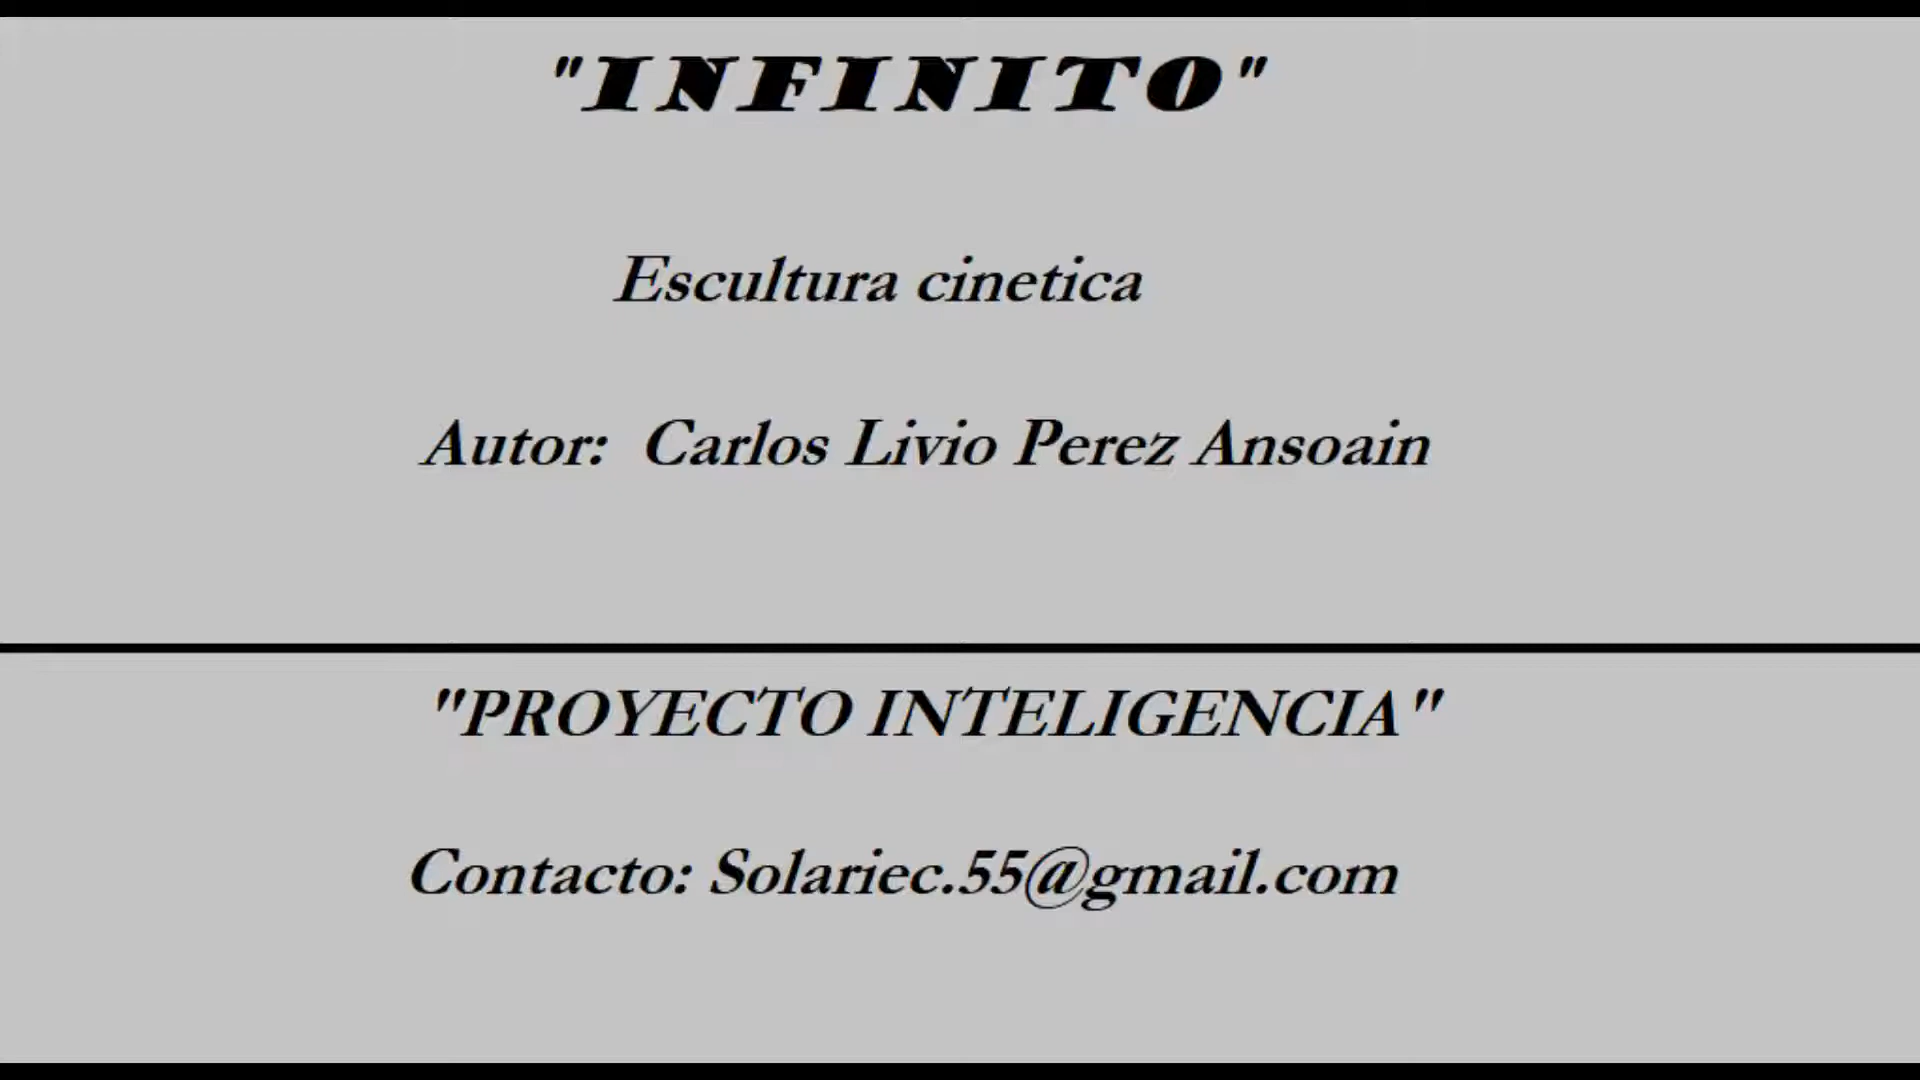 "INFINITO"
Escultura cinetica
Autor: Carlos Livio Perez Ansoain
"PROYECTO INTELIGENCIA"
Contacto: Solariec.55@gmail.com